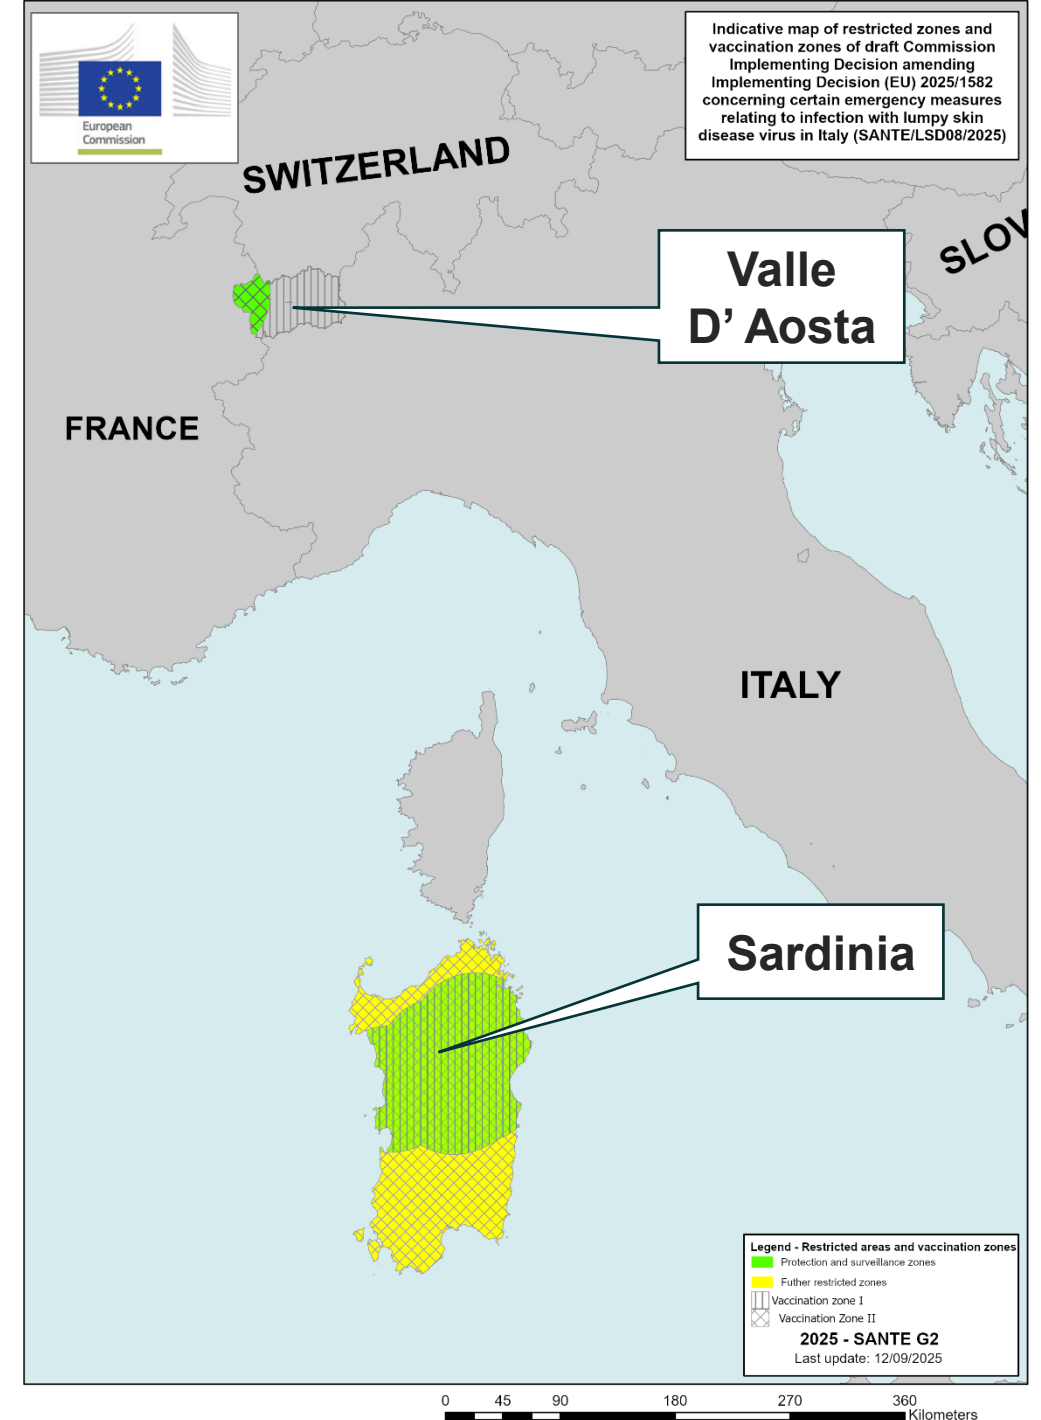 European
Commission
Indicative map of restricted zones and
vaccination zones of draft Commission
Implementing Decision amending
Implementing Decision (EU) 2025/1582
concerning certain emergency measures
relating to infection with lumpy skin
disease virus in Italy (SANTE/LSD08/2025)
SWITZERLAND
SLOV
Valle
D’ Aosta
FRANCE
ITALY
Sardinia
Legend - Restricted areas and vaccination zones
Protection and surveillance zones
Futher restricted zones
Vaccination zone I
Vaccination Zone II
2025 - SANTE G2
Last update: 12/09/2025
0 45 90 180 270 360
Kilometers